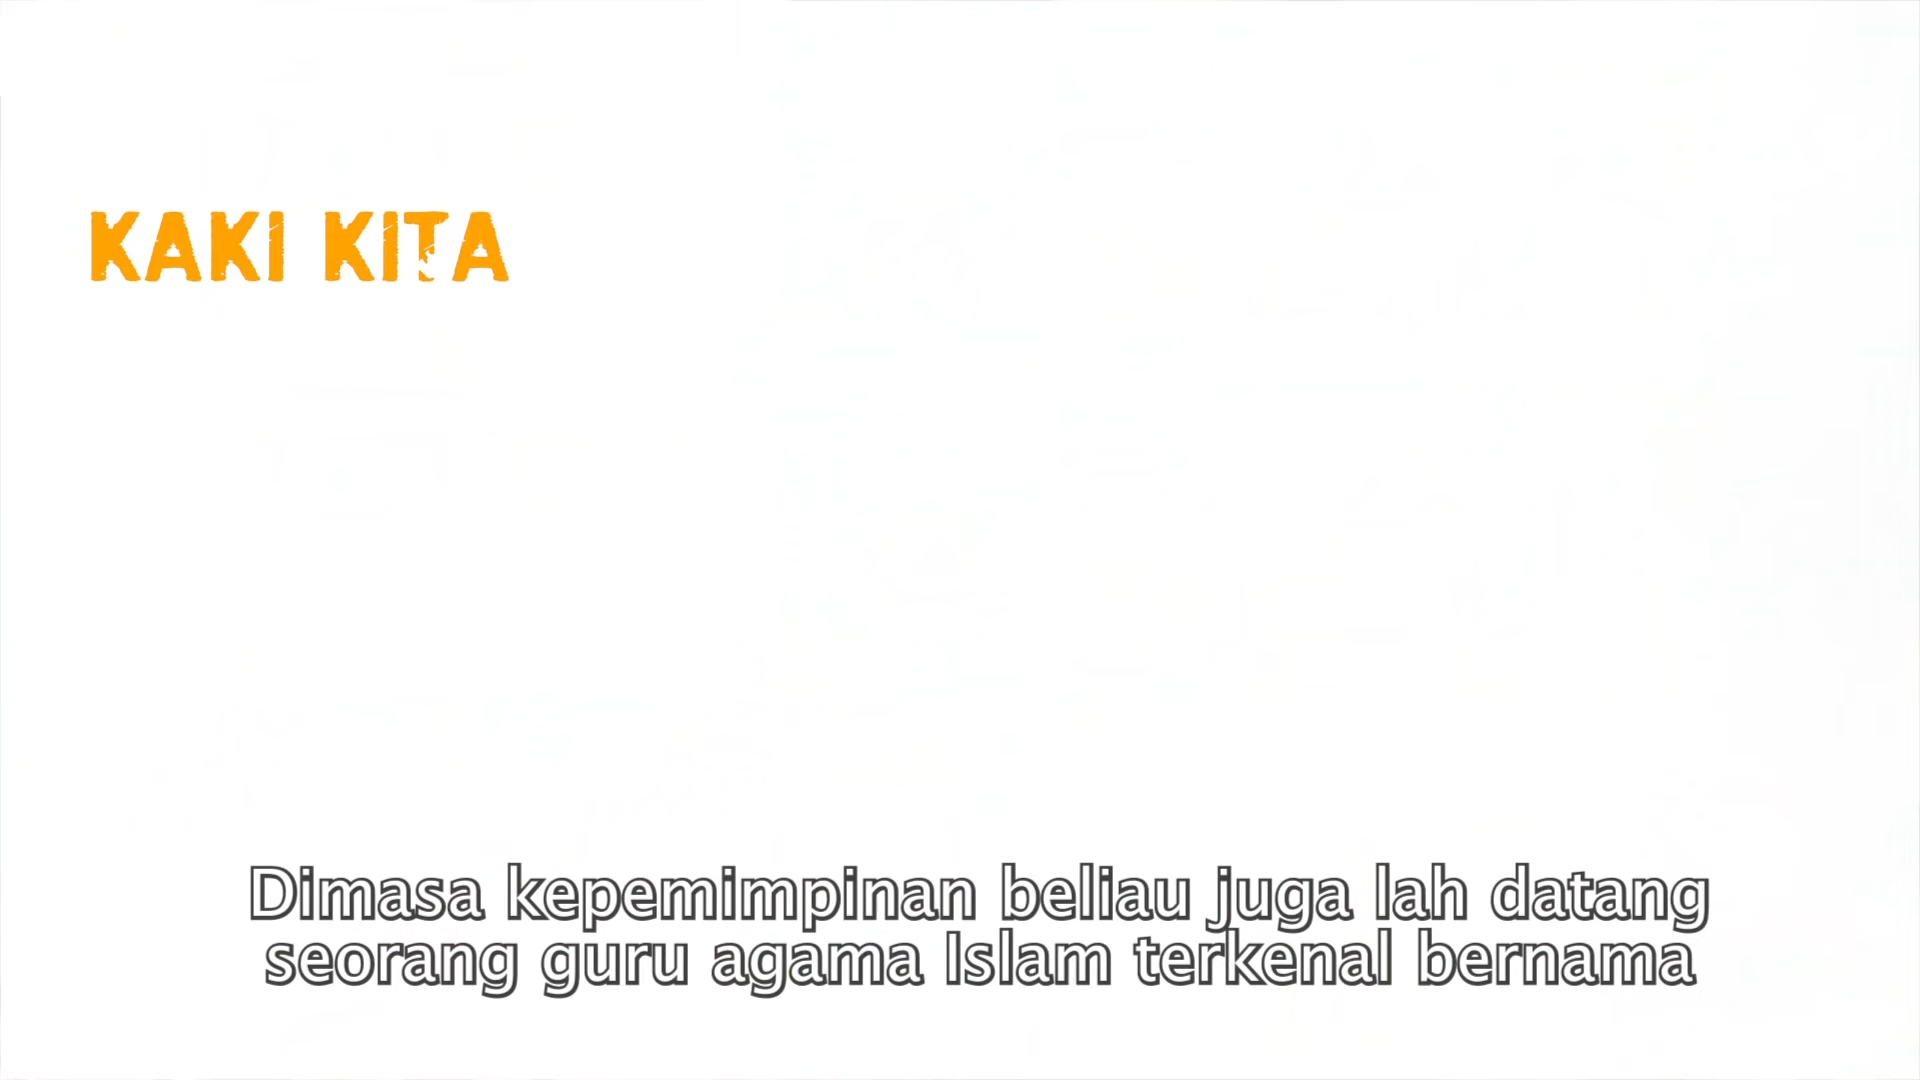 KAKI KITA
Dimasa kepemimpinan beliau juga lah datang
seorang guru agama Islam terkenal bernama